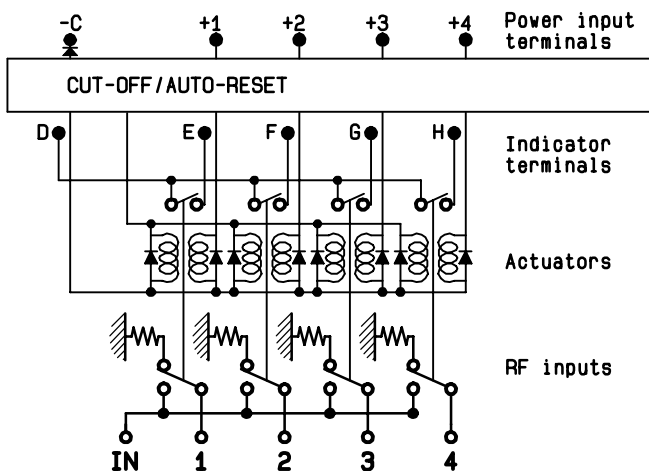 -C +1 +2 +3 +4 Power input
terminals
CUT-OFF/AUTO-RESET
D E F G H
Indicator
terminals
Actuators
RF inputs
IN 1 2 3 4